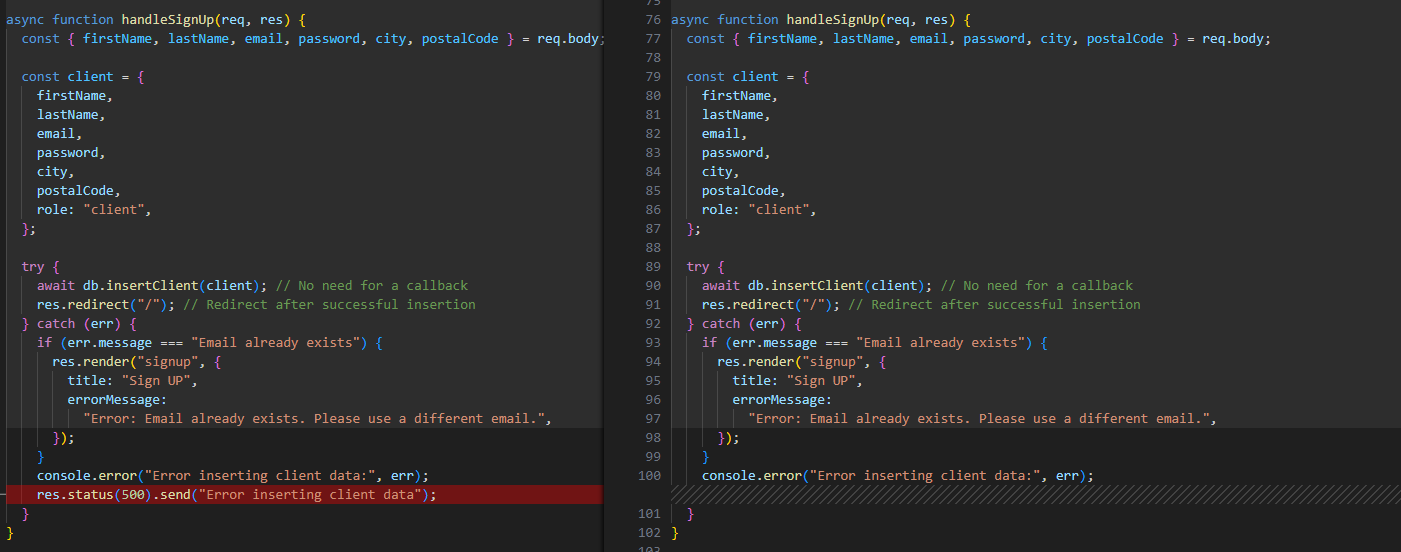 async function handleSignUp(req, res) {
  const { firstName, lastName, email, password, city, postalCode } = req.body;
  const client = {
    firstName,
    lastName,
    email,
    password,
    city,
    postalCode,
    role: "client",
  };
  try {
    await db.insertClient(client); // No need for a callback
    res.redirect("/"); // Redirect after successful insertion
  } catch (err) {
    if (err.message === "Email already exists") {
      res.render("signup", {
        title: "Sign UP",
        errorMessage:
          "Error: Email already exists. Please use a different email.",
      });
    }
    console.error("Error inserting client data:", err);
    res.status(500).send("Error inserting client data");
  }
}
75
76 async function handleSignUp(req, res) {
77   const { firstName, lastName, email, password, city, postalCode } = req.body;
78
79   const client = {
80     firstName,
81     lastName,
82     email,
83     password,
84     city,
85     postalCode,
86     role: "client",
87   };
88
89   try {
90     await db.insertClient(client); // No need for a callback
91     res.redirect("/"); // Redirect after successful insertion
92   } catch (err) {
93     if (err.message === "Email already exists") {
94       res.render("signup", {
95         title: "Sign UP",
96         errorMessage:
97           "Error: Email already exists. Please use a different email.",
98       });
99     }
100     console.error("Error inserting client data:", err);
101   }
102 }
103